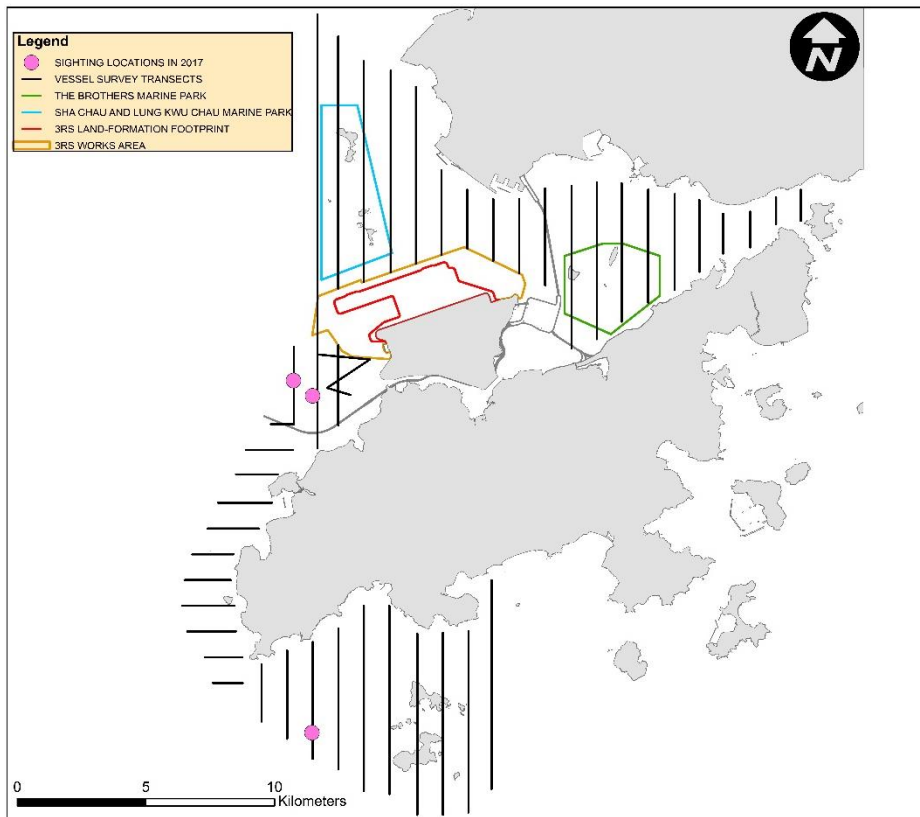 Legend
SIGHTING LOCATIONS IN 2017
VESSEL SURVEY TRANSECTS
THE BROTHERS MARINE PARK
SHA CHAU AND LUNG KWU CHAU MARINE PARK
3RS LAND-FORMATION FOOTPRINT
3RS WORKS AREA
N
0 5 10
Kilometers